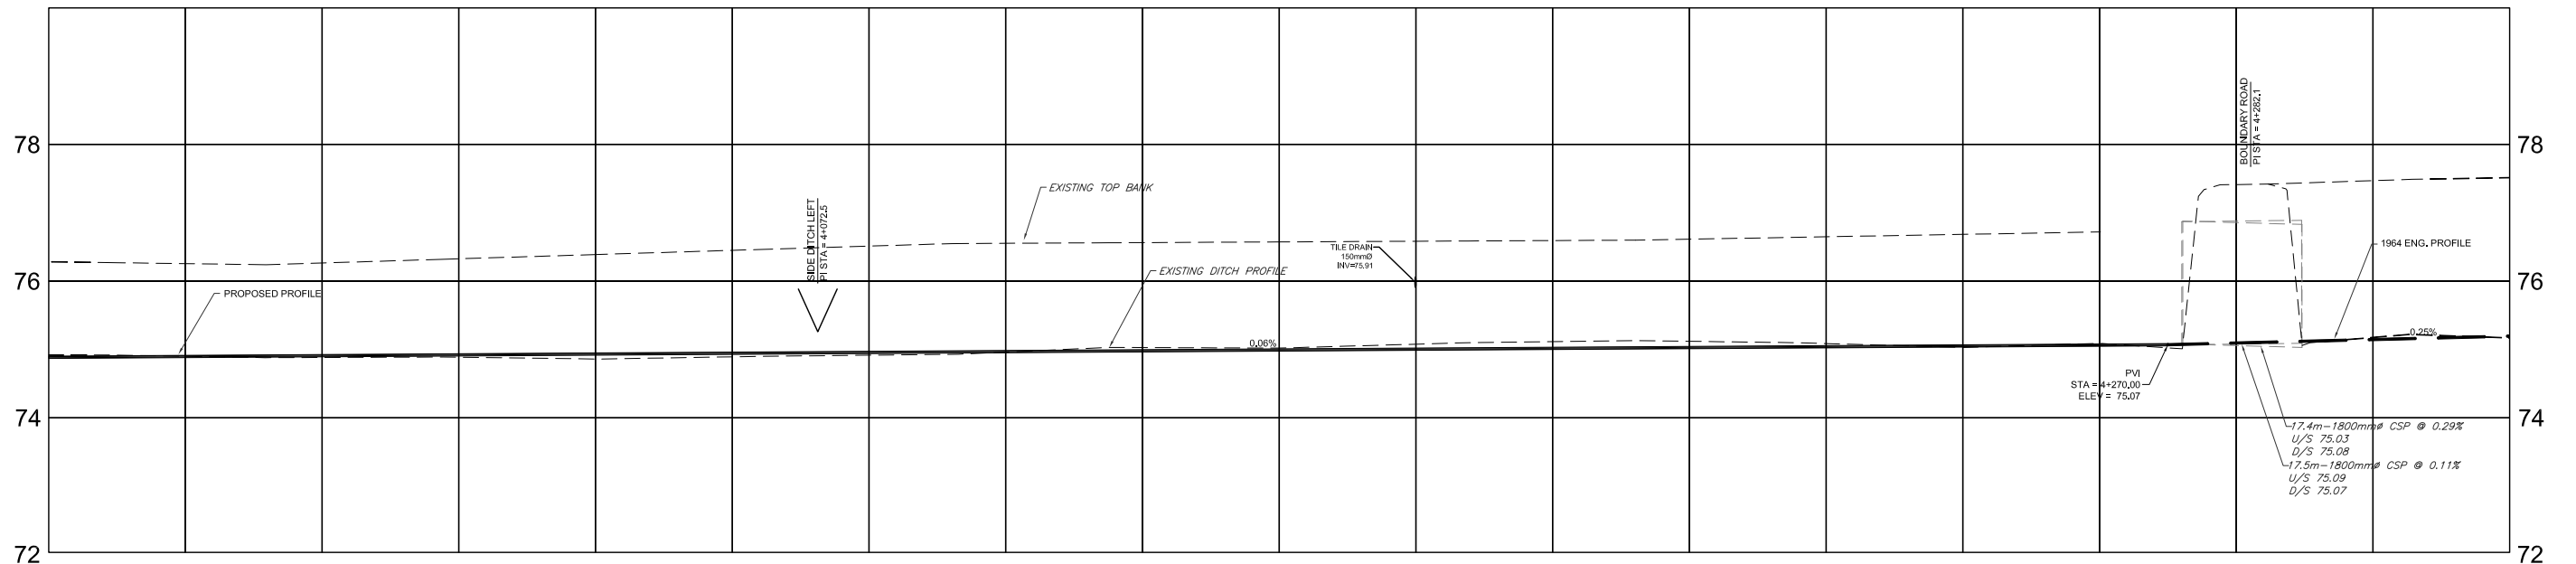 BOUNDARY ROAD
PI STA = 4+282.1
78
78
EXISTING TOP BANK
SIDE DITCH LEFT
PI STA = 4+072.5
TILE DRAIN
150mmØ
INV=75.91
1964 ENG. PROFILE
EXISTING DITCH PROFILE
76
76
PROPOSED PROFILE
0.25%
0.06%
PVI
STA = 4+270.00
ELEV = 75.07
74
74
17.4m-1800mmø CSP @ 0.29%
U/S 75.03
D/S 75.08
17.5m-1800mmø CSP @ 0.11%
U/S 75.09
D/S 75.07
72
72